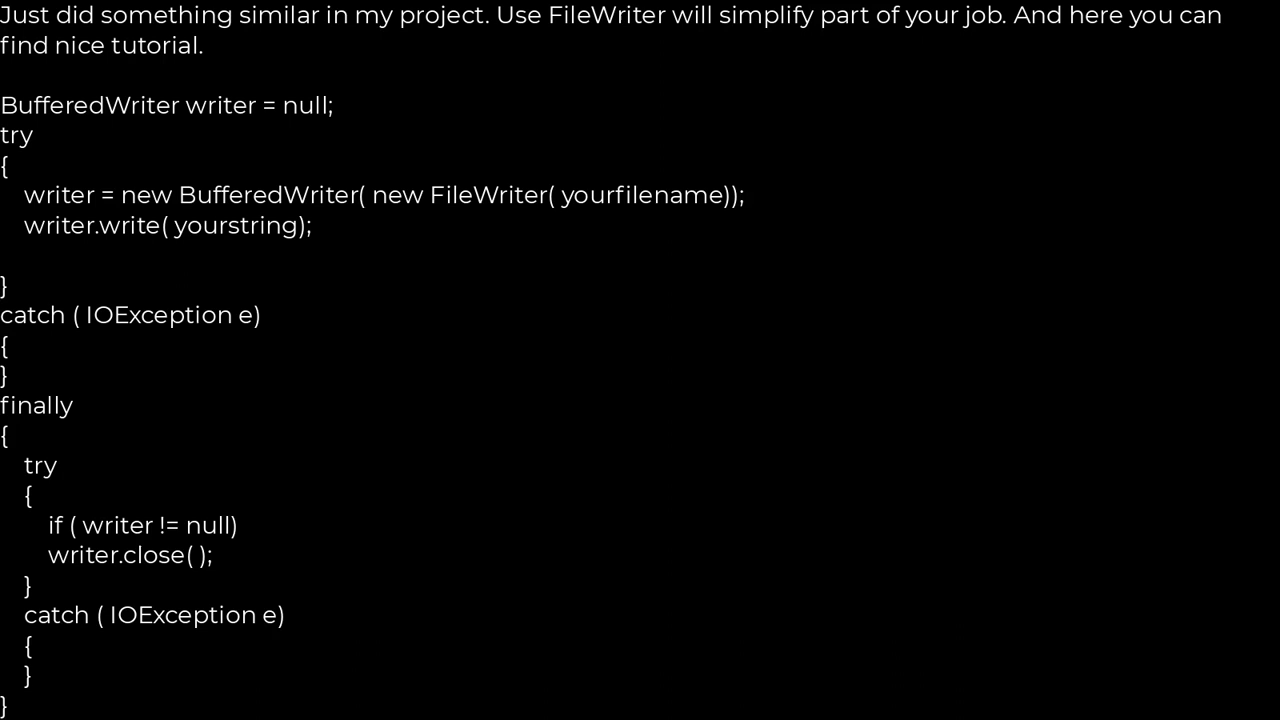 Just did something similar in my project. Use FileWriter will simplify part of your job. And here you can
find nice tutorial.

BufferedWriter writer = null;
try
{
    writer = new BufferedWriter( new FileWriter( yourfilename));
    writer.write( yourstring);

}
catch ( IOException e)
{
}
finally
{
    try
    {
        if ( writer != null)
        writer.close( );
    }
    catch ( IOException e)
    {
    }
}